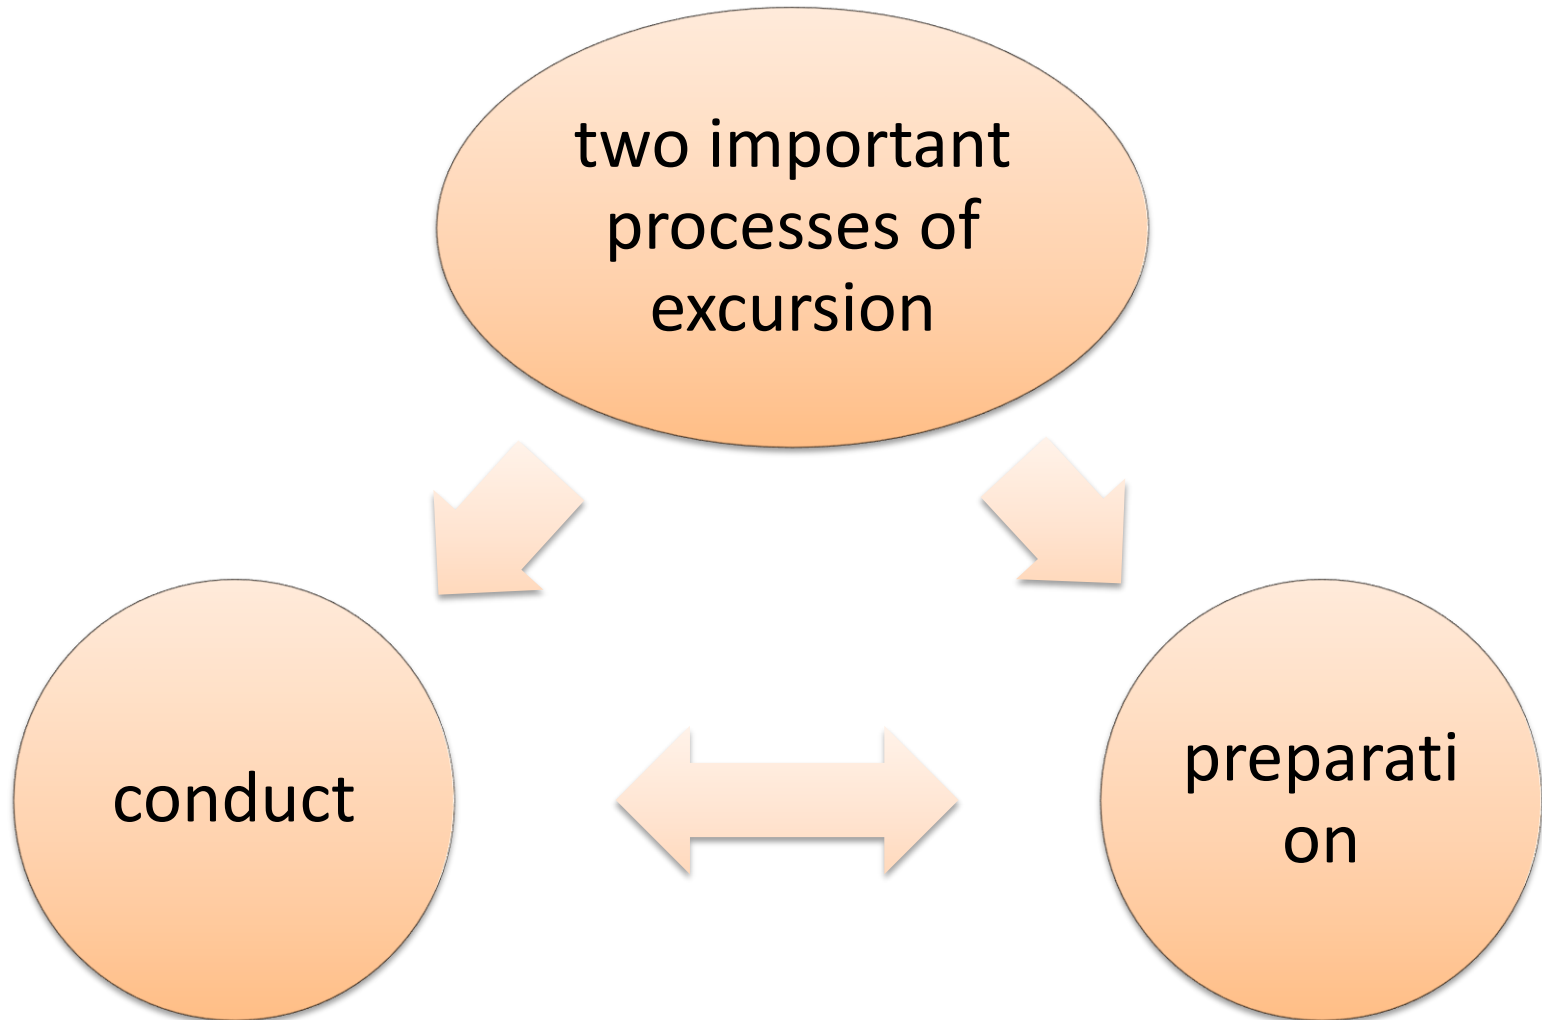 two important
processes of
excursion
conduct
preparati
on